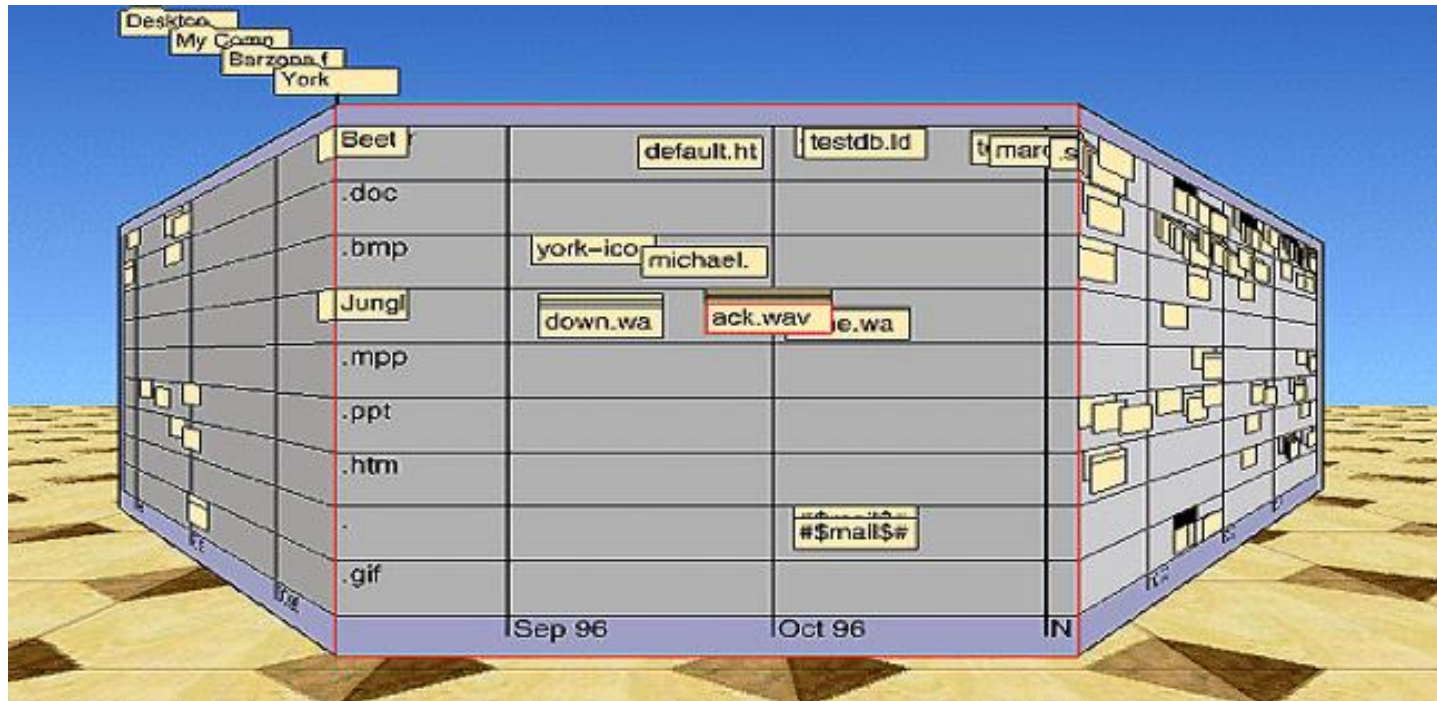 Desktop
My Comp
Barzona.f
York
Beet
default.ht
testdb.ld
marc
.s
.doc
.bmp
york-ico
michael.
Jungl
down.wa
ack.wav
e.wa
.mpp
.ppt
.htm
.
#$mail$#
#$mail$#
.gif
Sep 96
Oct 96
N